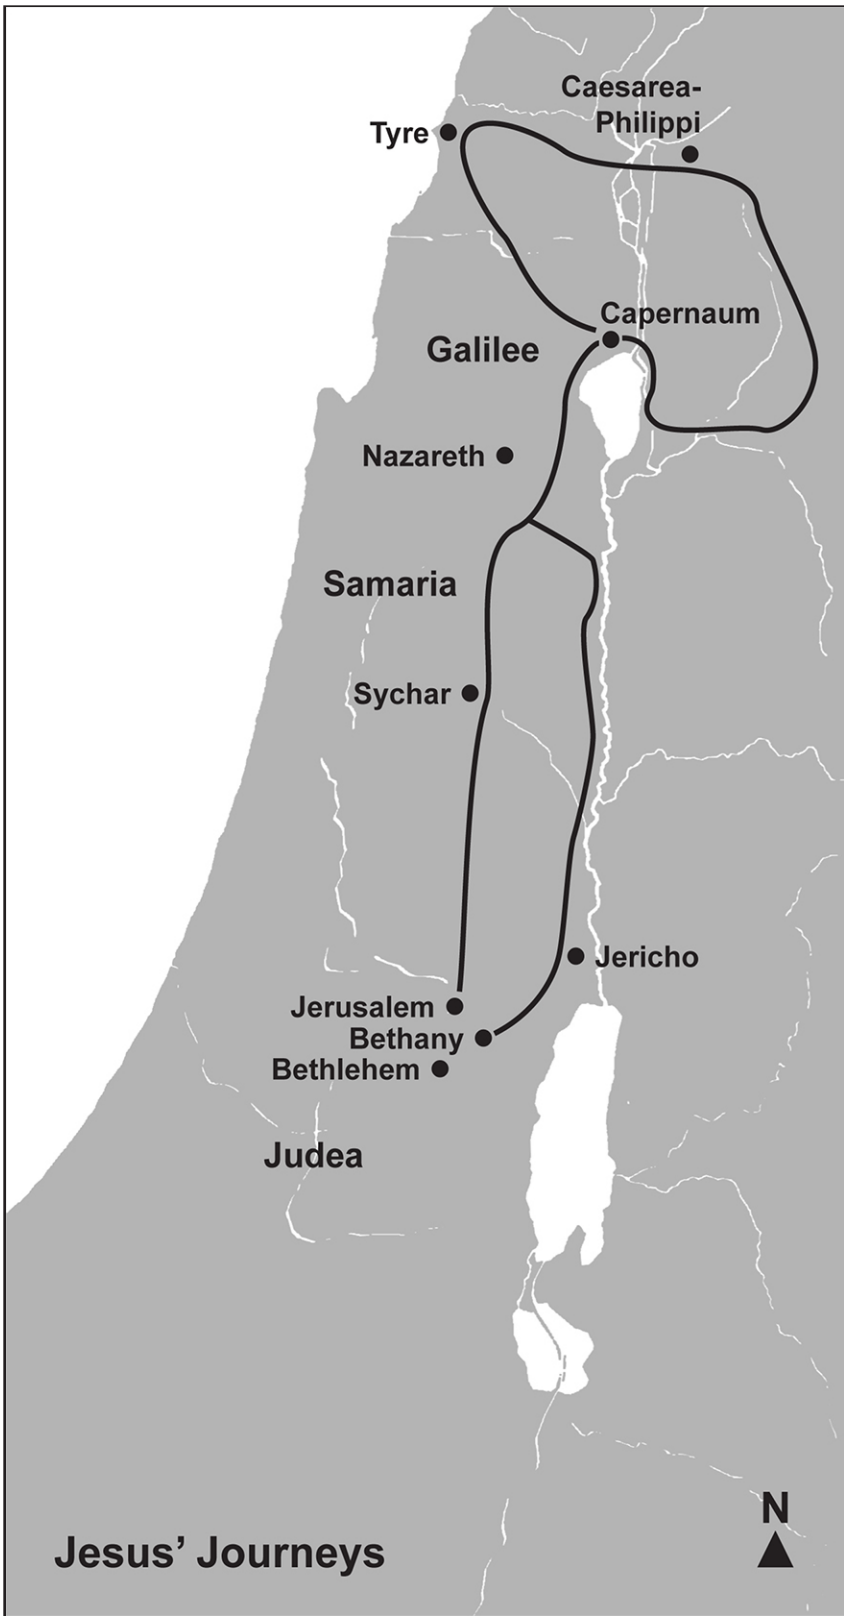 Caesarea-
Philippi
Tyre
Capernaum
Galilee
Nazareth
Samaria
Sychar
Jericho
Jerusalem
Bethany
Bethlehem
Judea
N
Jesus’ Journeys